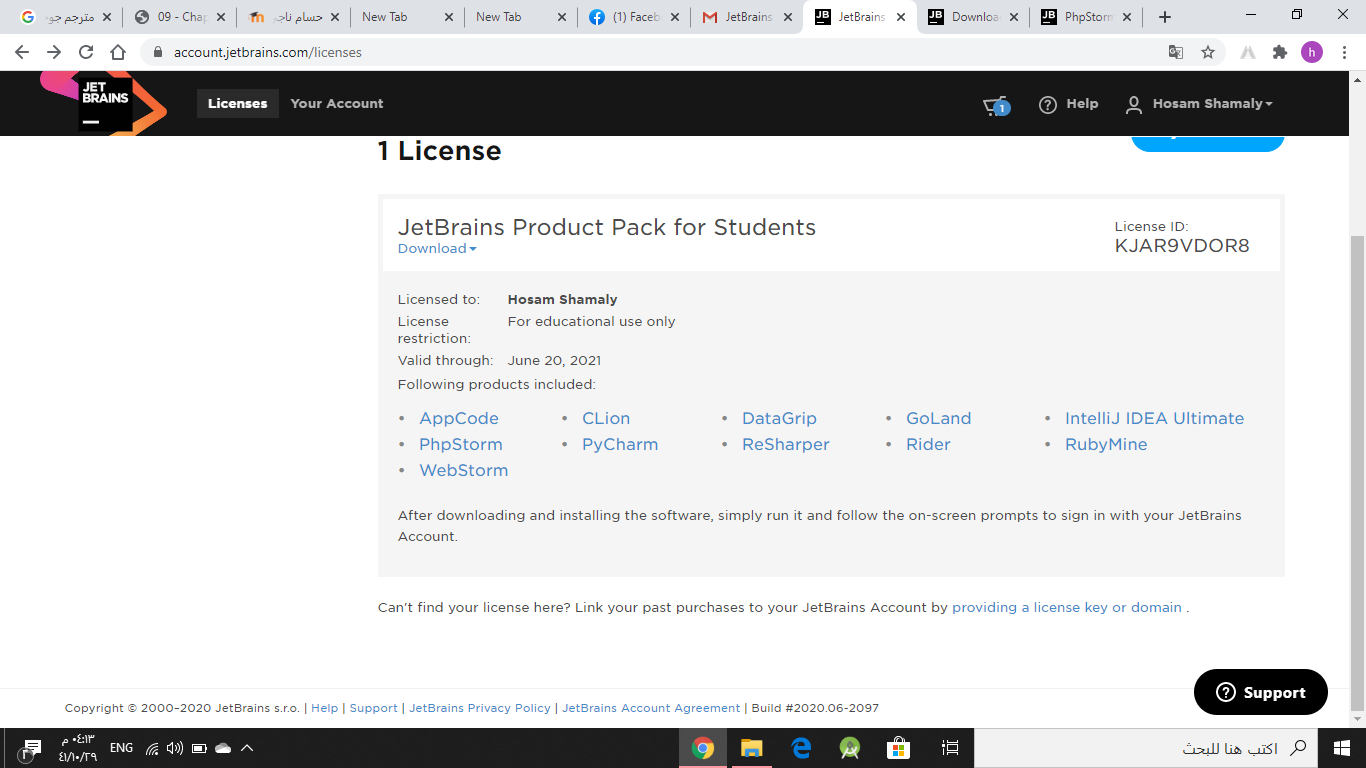 مترجم جو
09 - Chap
حسام ناجي
New Tab
New Tab
(1) Faceb
JetBrains
JetBrains
Downloa
PhpStorm
account.jetbrains.com/licenses
h
JET
BRAINS
Licenses
Your Account
1
Help
Hosam Shamaly
1 License
JetBrains Product Pack for Students
Download
License ID:
KJAR9VDOR8
Licensed to: Hosam Shamaly
License restriction: For educational use only
Valid through: June 20, 2021
Following products included:
• AppCode • CLion • DataGrip • GoLand • IntelliJ IDEA Ultimate
• PhpStorm • PyCharm • ReSharper • Rider • RubyMine
• WebStorm
After downloading and installing the software, simply run it and follow the on-screen prompts to sign in with your JetBrains
Account.
Can't find your license here? Link your past purchases to your JetBrains Account by providing a license key or domain .
Support
Copyright © 2000–2020 JetBrains s.r.o. | Help | Support | JetBrains Privacy Policy | JetBrains Account Agreement | Build #2020.06-2097
٠٤:١٣ م
٤١/١٠/٢٩
ENG
اكتب هنا للبحث